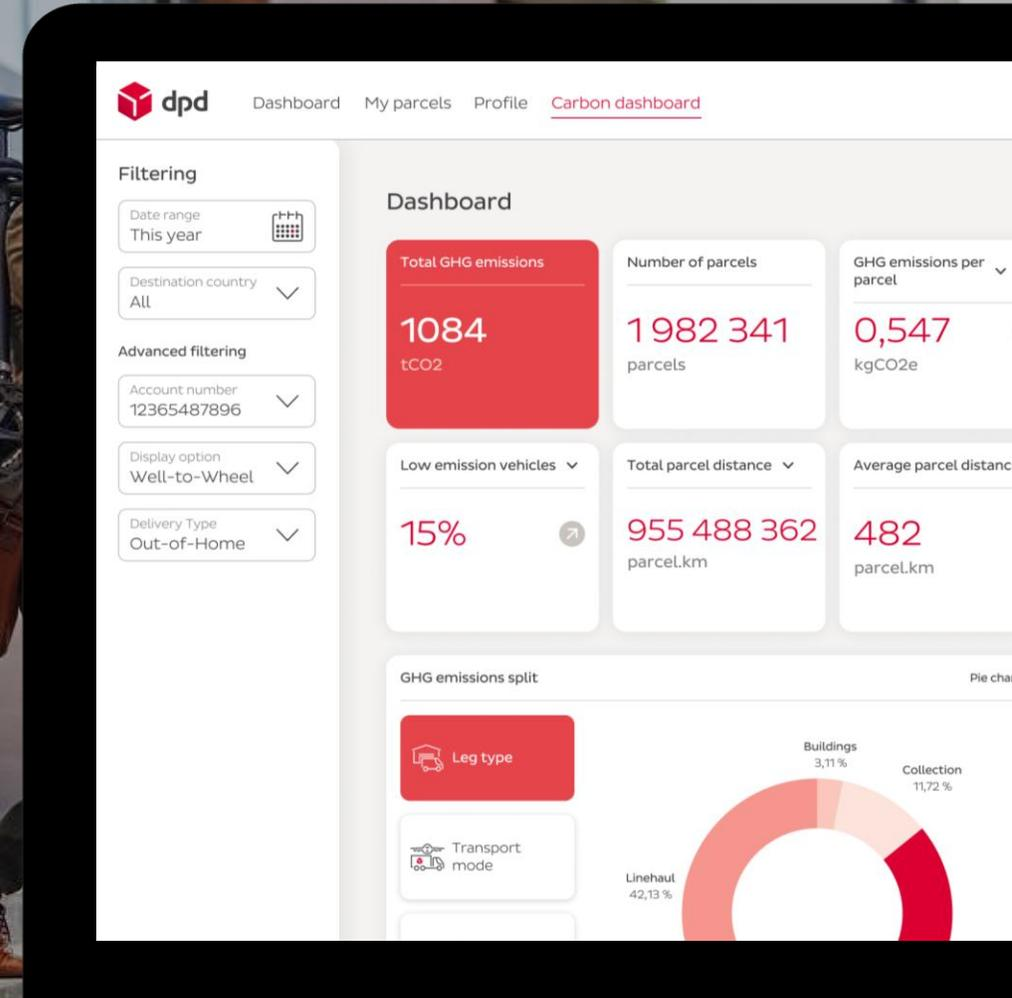 dpd
Dashboard My parcels Profile Carbon dashboard
Filtering
Date range
This year
Destination country
All
Advanced filtering
Account number
12365487896
Display option
Well-to-Wheel
Delivery Type
Out-of-Home
Dashboard
Total GHG emissions
1084
tCO2
Number of parcels
1 982 341
parcels
GHG emissions per
parcel
0,547
kgCO2e
Low emission vehicles
15%
Total parcel distance
955 488 362
parcel.km
Average parcel
482
parcel.km
GHG emissions split
Pie
Leg type
Transport
mode
Buildings
3,11 %
Collection
11,72 %
Linehaul
42,13 %